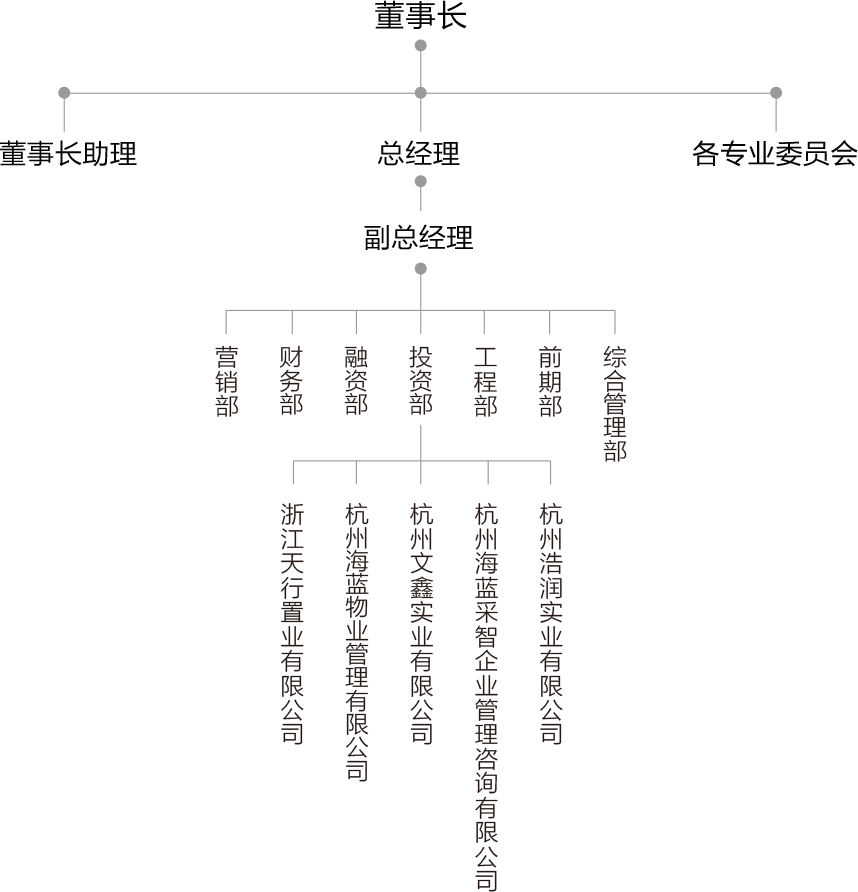 董事长
董事长助理
总经理
各专业委员会
副总经理
营销部
财务部
融资部
投资部
工程部
前期部
综合管理部
浙江天行置业有限公司
杭州海蓝物业管理有限公司
杭州文鑫实业有限公司
杭州海蓝采智企业管理咨询有限公司
杭州浩润实业有限公司